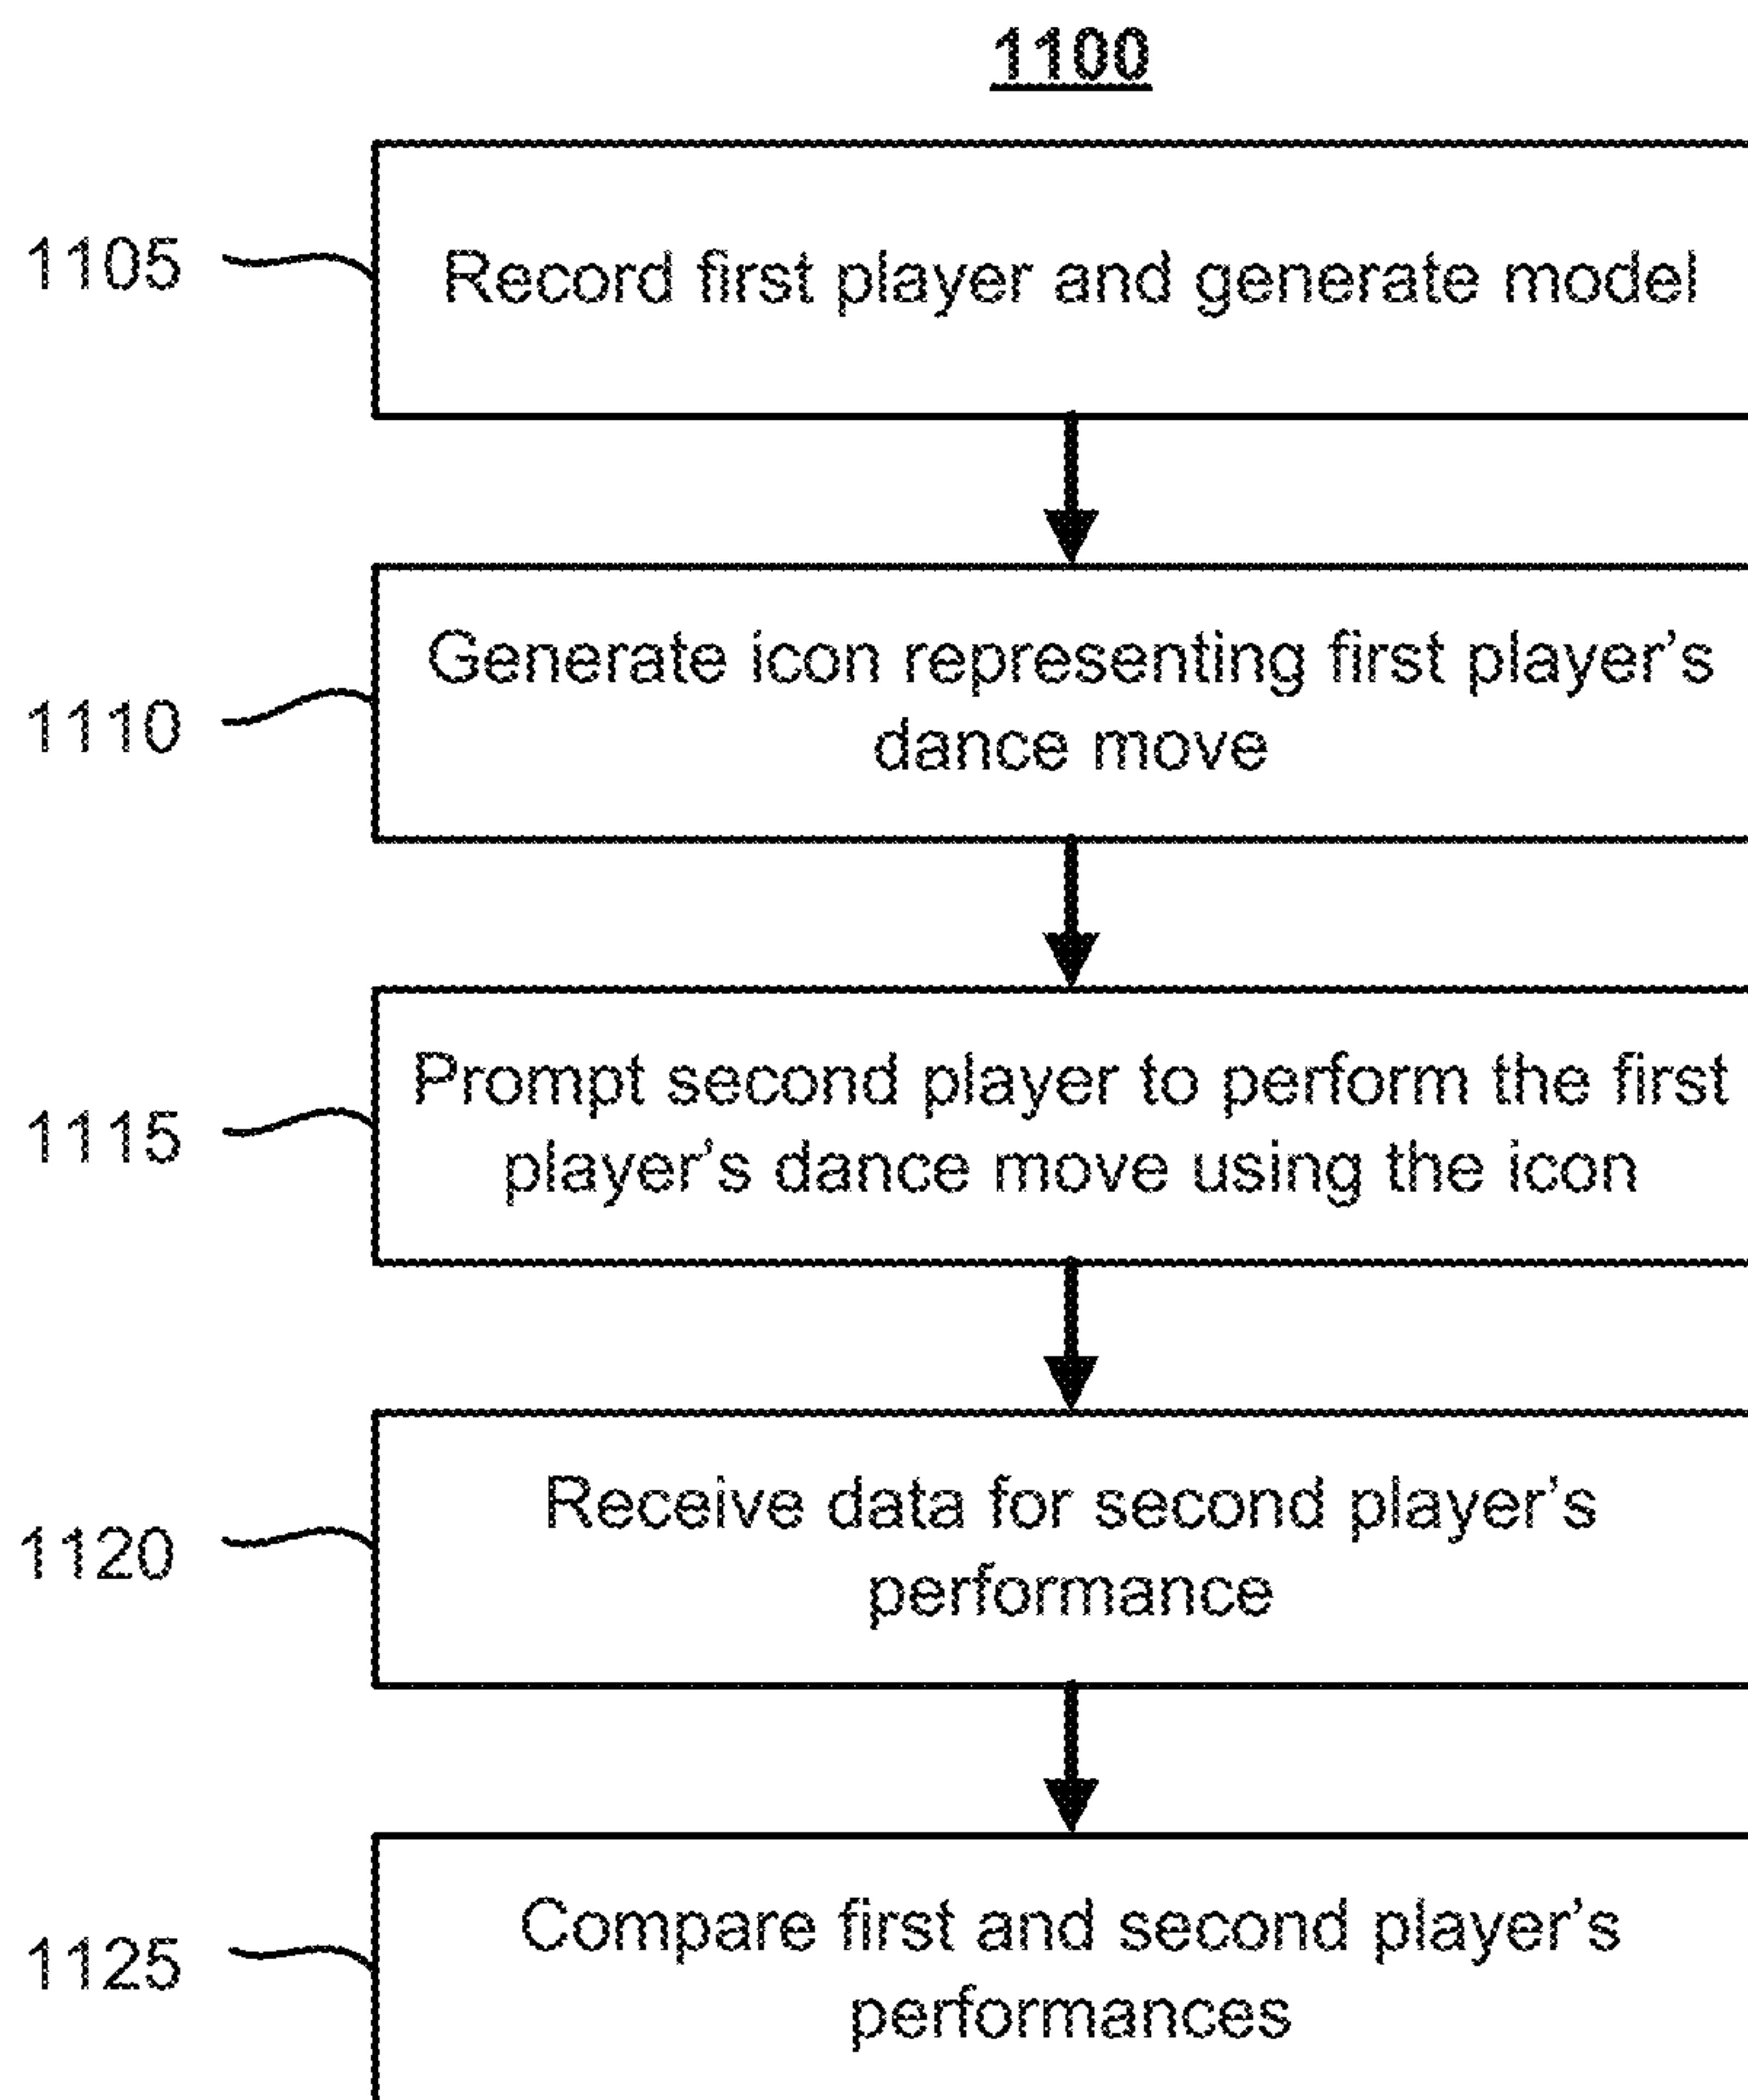 1100
1105
Record first player and generate model
1110
Generate icon representing first player's
dance move
1115
Prompt second player to perform the first
player's dance move using the icon
1120
Receive data for second player's
performance
1125
Compare first and second player's
performances